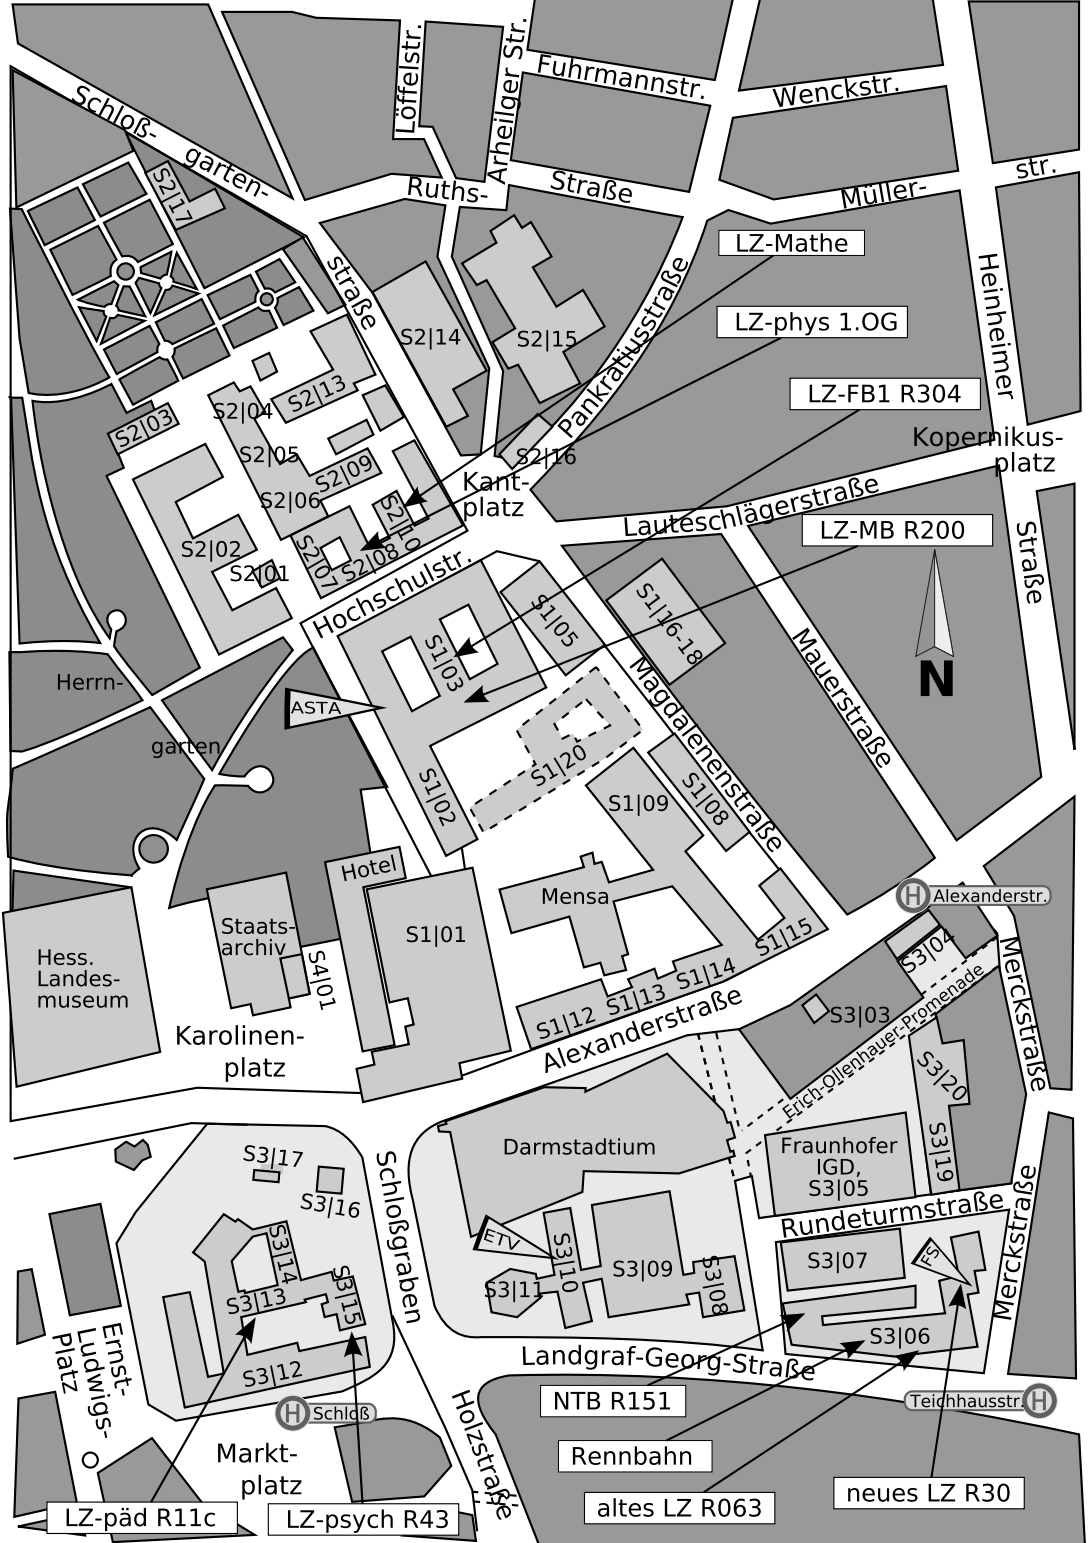 Löffelstr.
Arheilger Str.
Fuhrmannstr.
Wenckstr.
Schloß-
garten-
straße
Ruths-
Straße
Müller-
str.
S2|17
LZ-Mathe
Heinheimer
Straße
S2|14
S2|15
Pankratiusstraße
LZ-phys 1.OG
S2|13
S2|04
S2|03
LZ-FB1 R304
Kopernikus-
platz
S2|05
S2|09
S2|16
Kant-
platz
S2|06
S2|10
Lauteschlägerstraße
S2|02
S2|01
S2|07
S2|08
LZ-MB R200
Hochschulstr.
S1|05
S1|16-18
S1|03
Herrn-
garten
ASTA
N
Magdalenenstraße
Mauerstraße
S1|20
S1|02
S1|09
S1|08
Hotel
Mensa
H
Alexanderstr.
Staats-
archiv
S1|01
S1|15
S3|04
Hess.
Landes-
museum
S4|01
S1|14
S1|13
S1|12
Merckstraße
Karolinen-
platz
Alexanderstraße
S3|03
Erich-Ollenhauer-Promenade
S3|20
Darmstadtium
Fraunhofer
IGD,
S3|05
S3|19
S3|17
S3|16
Schloßgraben
Rundeturmstraße
Merckstraße
ETV
S3|14
S3|10
S3|09
S3|07
FS
S3|11
S3|08
S3|13
S3|15
S3|06
Ernst-
Ludwigs-
Platz
S3|12
Landgraf-Georg-Straße
H
Schloß
NTB R151
Teichhausstr.
H
Holzstraße
Markt-
platz
Rennbahn
altes LZ R063
neues LZ R30
LZ-päd R11c
LZ-psych R43